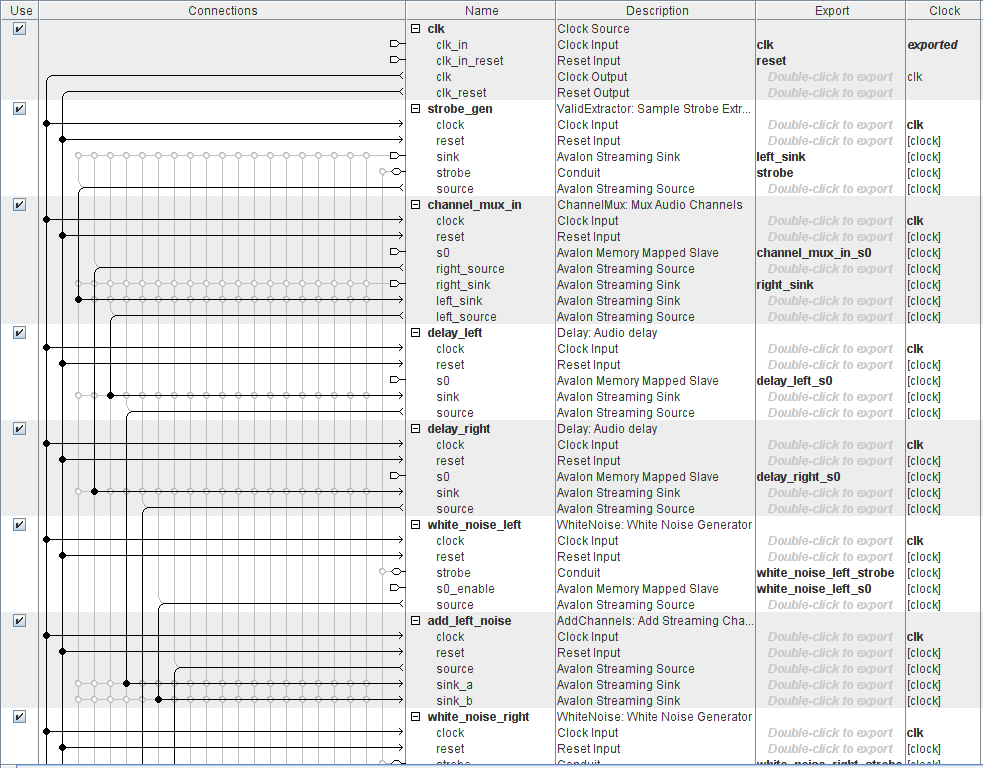 Use Connections Name Description Export Clock
clk Clock Source
clk_in Clock Input clk exported
clk_in_reset Reset Input reset
clk Clock Output Double-click to export clk
clk_reset Reset Output Double-click to export
strobe_gen ValidExtractor: Sample Strobe Extr...
clock Clock Input Double-click to export clk
reset Reset Input Double-click to export [clock]
sink Avalon Streaming Sink left_sink [clock]
strobe Conduit strobe [clock]
source Avalon Streaming Source Double-click to export [clock]
channel_mux_in ChannelMux: Mux Audio Channels
clock Clock Input Double-click to export clk
reset Reset Input Double-click to export [clock]
s0 Avalon Memory Mapped Slave channel_mux_in_s0 [clock]
right_source Avalon Streaming Source Double-click to export [clock]
right_sink Avalon Streaming Sink right_sink [clock]
left_sink Avalon Streaming Sink Double-click to export [clock]
left_source Avalon Streaming Source Double-click to export [clock]
delay_left Delay: Audio delay
clock Clock Input Double-click to export clk
reset Reset Input Double-click to export [clock]
s0 Avalon Memory Mapped Slave delay_left_s0 [clock]
sink Avalon Streaming Sink Double-click to export [clock]
source Avalon Streaming Source Double-click to export [clock]
delay_right Delay: Audio delay
clock Clock Input Double-click to export clk
reset Reset Input Double-click to export [clock]
s0 Avalon Memory Mapped Slave delay_right_s0 [clock]
sink Avalon Streaming Sink Double-click to export [clock]
source Avalon Streaming Source Double-click to export [clock]
white_noise_left WhiteNoise: White Noise Generator
clock Clock Input Double-click to export clk
reset Reset Input Double-click to export [clock]
strobe Conduit white_noise_left_strobe [clock]
s0_enable Avalon Memory Mapped Slave white_noise_left_s0 [clock]
source Avalon Streaming Source Double-click to export [clock]
add_left_noise AddChannels: Add Streaming Cha...
clock Clock Input Double-click to export clk
reset Reset Input Double-click to export [clock]
source Avalon Streaming Source Double-click to export [clock]
sink_a Avalon Streaming Sink Double-click to export [clock]
sink_b Avalon Streaming Sink Double-click to export [clock]
white_noise_right WhiteNoise: White Noise Generator
clock Clock Input Double-click to export clk
reset Reset Input Double-click to export [clock]
strobe Conduit white_noise_right_strobe [clock]